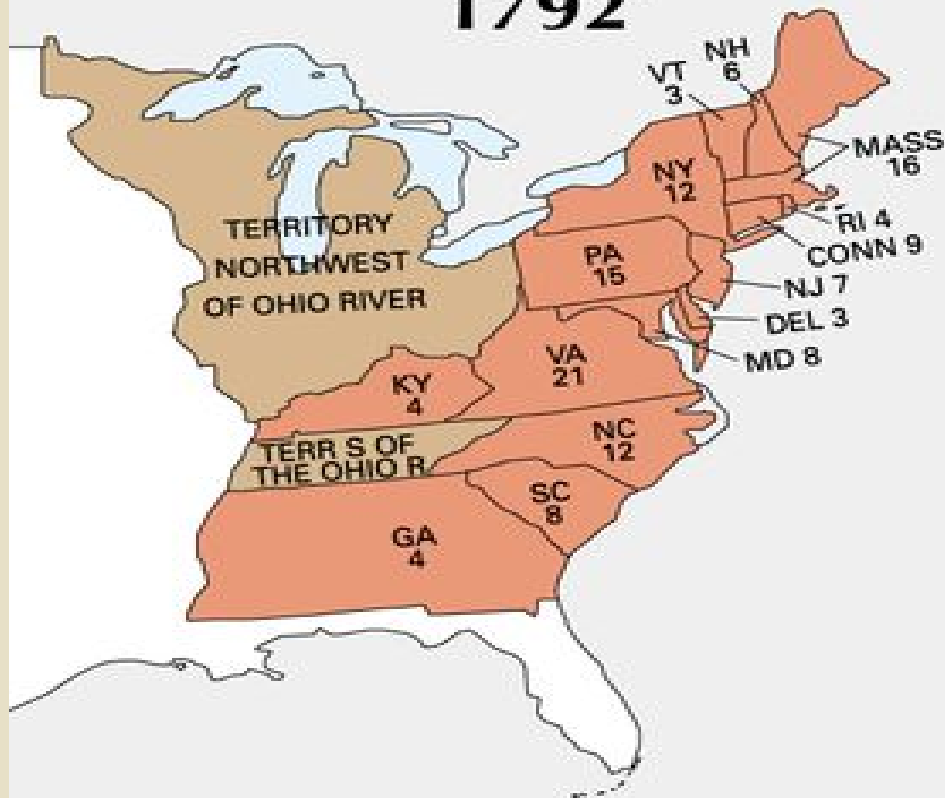 1792
NH
6
VT
3
MASS
16
NY
12
RI 4
CONN 9
PA
15
NJ 7
DEL 3
MD 8
TERRITORY
NORTHWEST
OF OHIO RIVER
VA
21
KY
4
NC
12
TERR S OF
THE OHIO R.
SC
8
GA
4